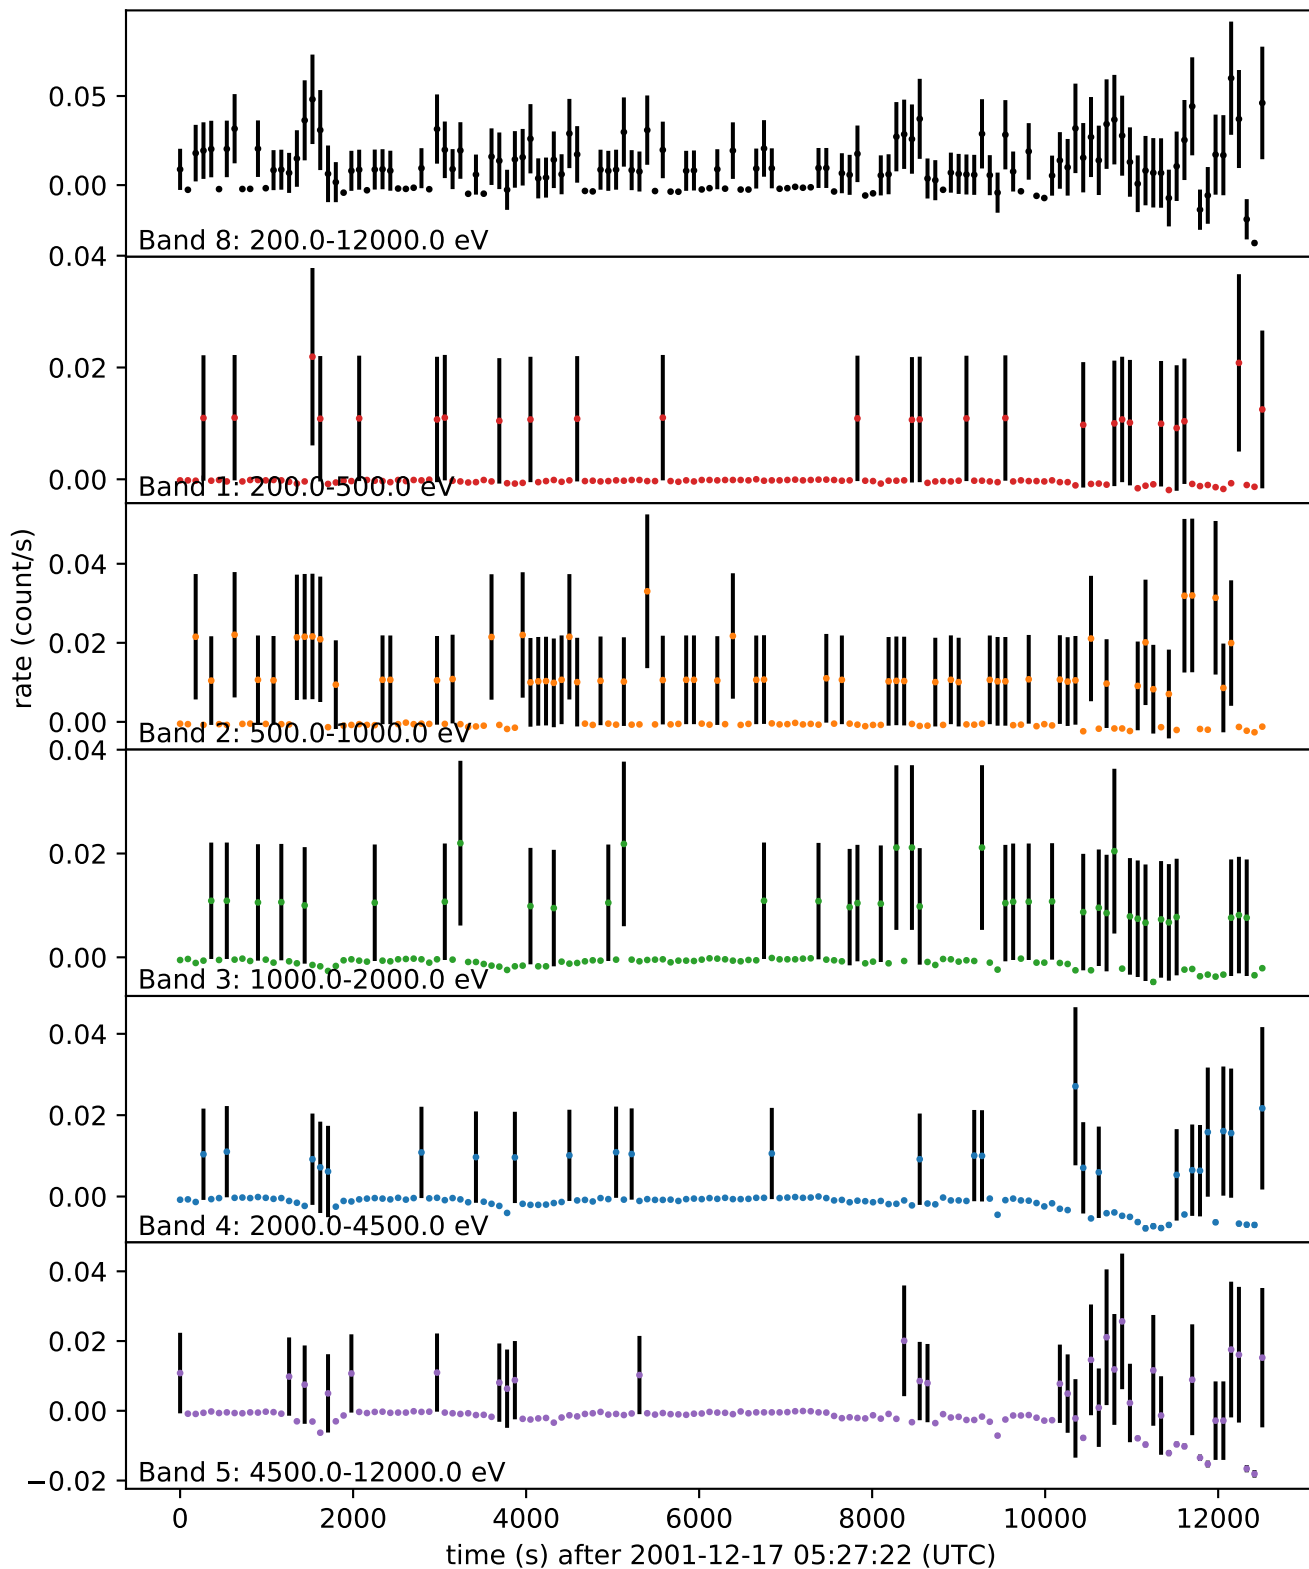 0.05
0.00
Band 8: 200.0-12000.0 eV
0.04
0.02
0.00
Band 1: 200.0-500.0 eV
0.04
0.02
0.00
Band 2: 500.0-1000.0 eV
0.04
0.02
0.00
Band 3: 1000.0-2000.0 eV
0.04
0.02
0.00
Band 4: 2000.0-4500.0 eV
0.04
0.02
0.00
−0.02
Band 5: 4500.0-12000.0 eV
rate (count/s)
0 2000 4000 6000 8000 10000 12000
time (s) after 2001-12-17 05:27:22 (UTC)